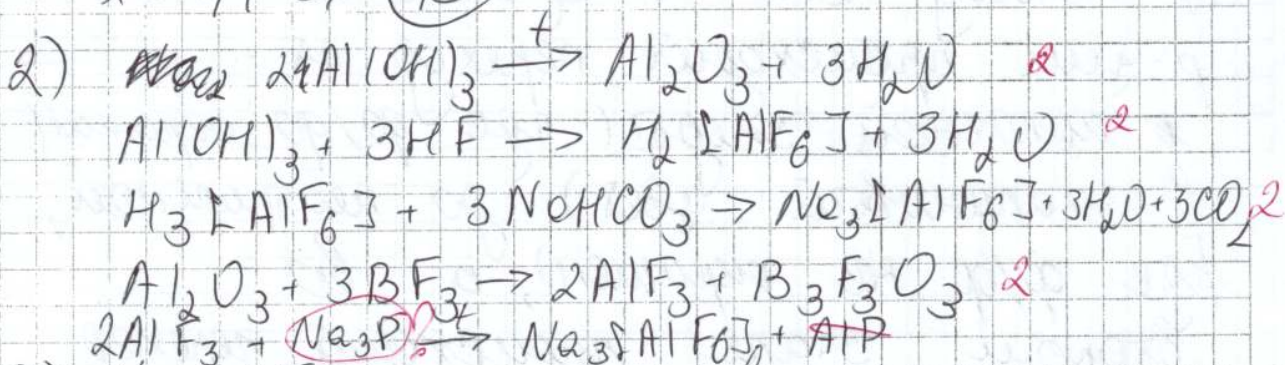 2) 2Al(OH)3 —t→ Al2O3 + 3H2O 2
Al(OH)3 + 3HF → H2[AlF6] + 3H2O 2
H3[AlF6] + 3NaHCO3 → Na3[AlF6] + 3H2O + 3CO2 2
Al2O3 + 3BF3 → 2AlF3 + B3F3O3 2
2AlF3 + Na3P ? —t→ Na3[AlF6] + AlP